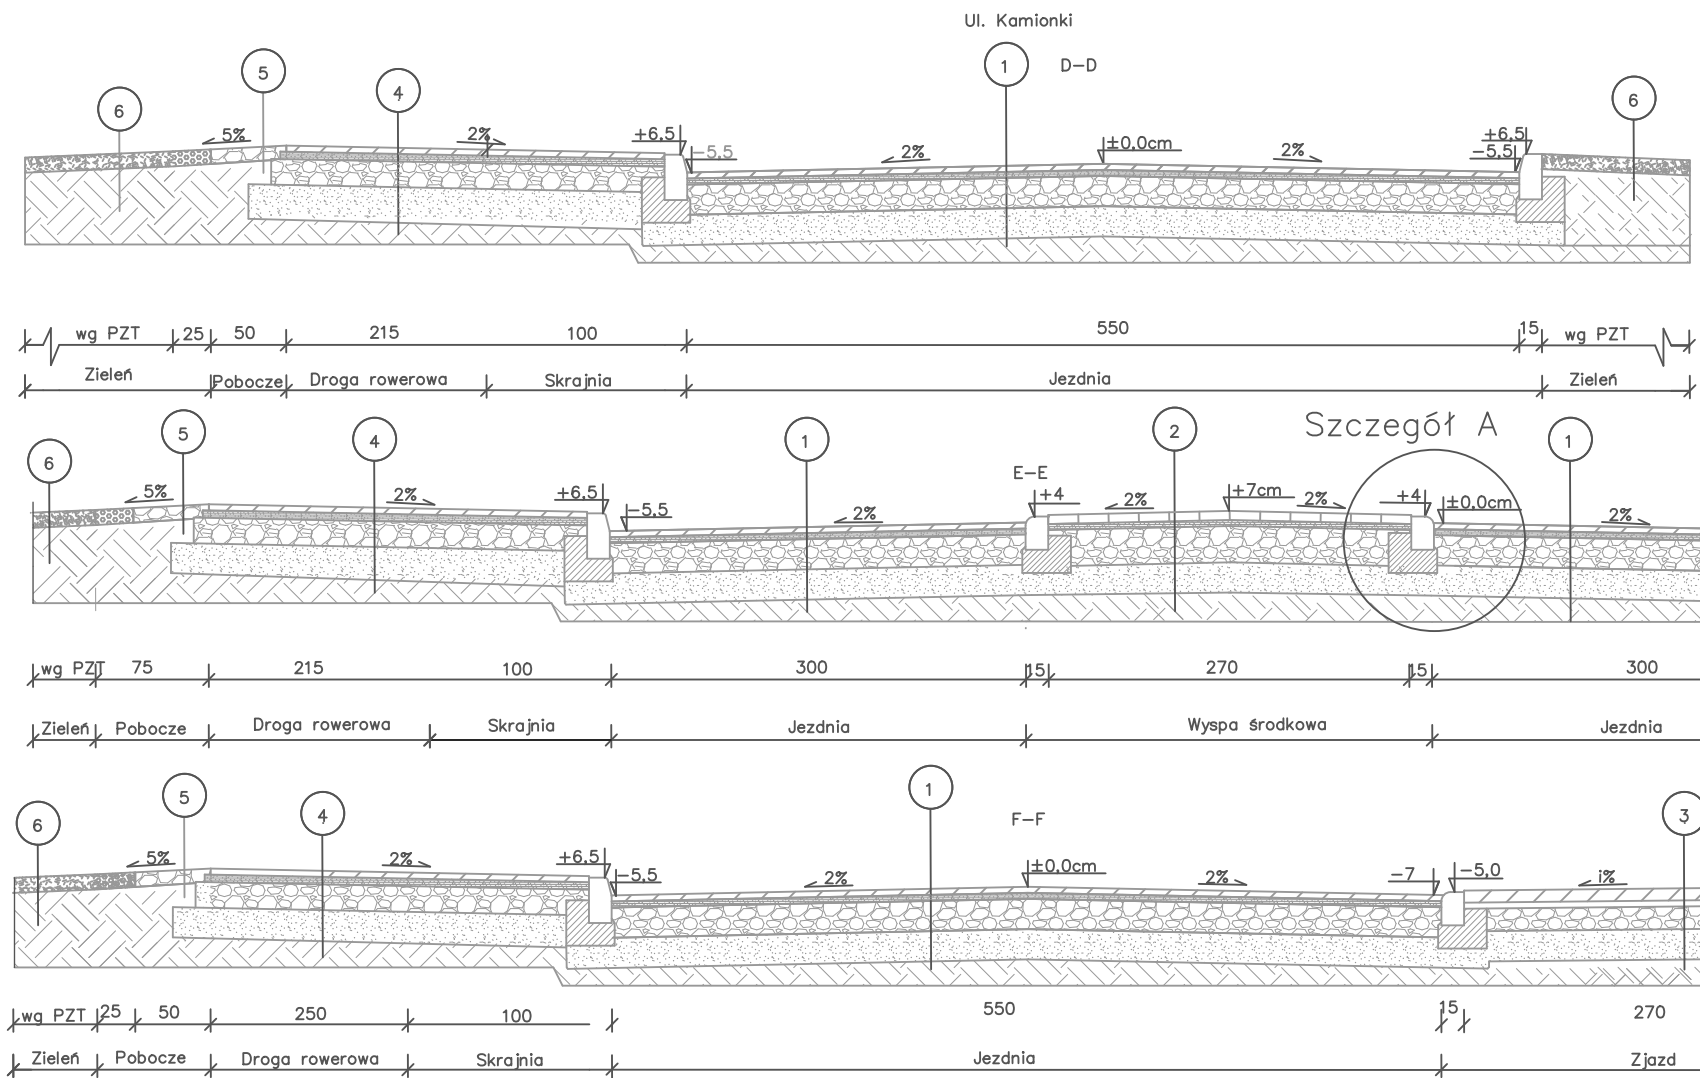 Ul. Kamionki
D-D
6 5 4 1 6
5% 2% +6,5 -5,5 2% ±0,0cm 2% +6,5 -5,5
wg PZT 25 50 215 100 550 15 wg PZT
Zieleń Pobocze Droga rowerowa Skrajnia Jezdnia Zieleń
Szczegół A
6 5 4 1 2 1
E-E
5% 2% +6,5 -5,5 2% +4 2% +7cm 2% +4 ±0,0cm 2%
wg PZT 75 215 100 300 15 270 15 300
Zieleń Pobocze Droga rowerowa Skrajnia Jezdnia Wyspa środkowa Jezdnia
6 5 4 1 3
F-F
5% 2% +6,5 -5,5 2% ±0,0cm 2% -7 -5,0 i%
wg PZT 25 50 250 100 550 15 270
Zieleń Pobocze Droga rowerowa Skrajnia Jezdnia Zjazd